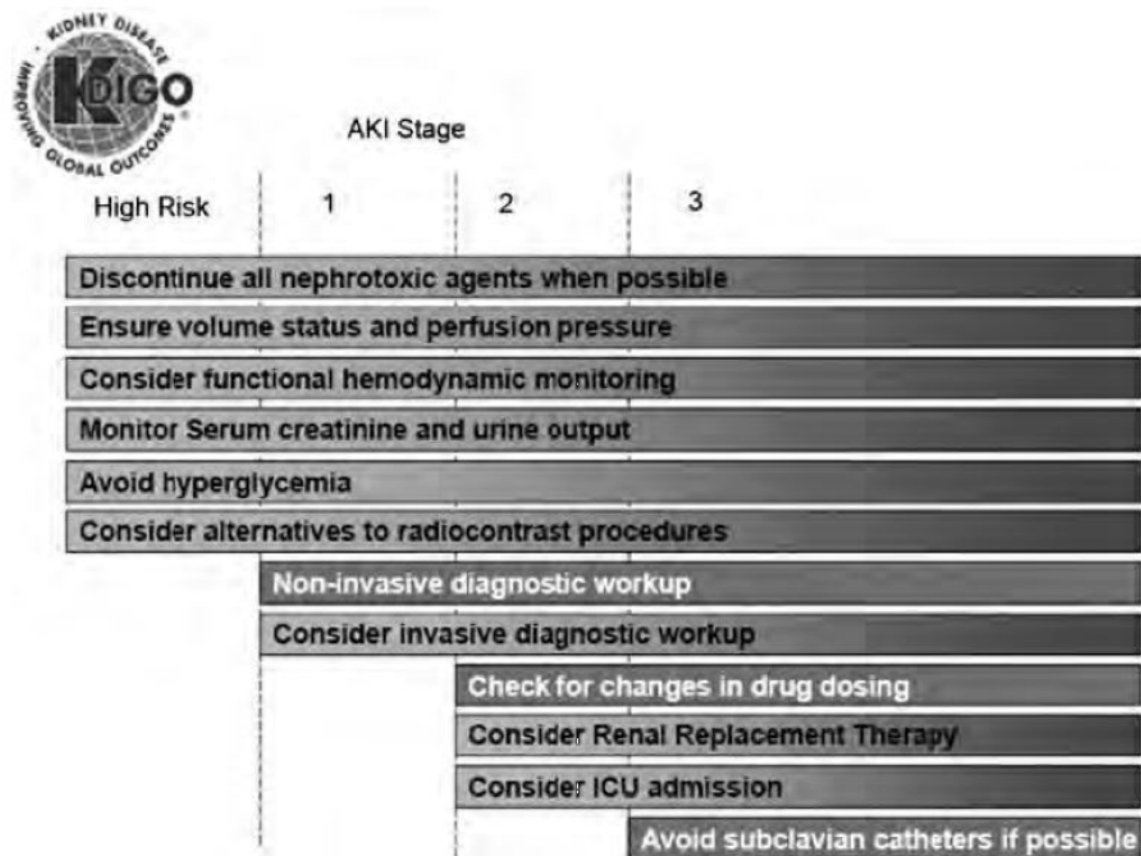 KIDNEY DISEASE
IMPROVING GLOBAL OUTCOMES
KDIGO
®
AKI Stage
High Risk 1 2 3
Discontinue all nephrotoxic agents when possible
Ensure volume status and perfusion pressure
Consider functional hemodynamic monitoring
Monitor Serum creatinine and urine output
Avoid hyperglycemia
Consider alternatives to radiocontrast procedures
Non-invasive diagnostic workup
Consider invasive diagnostic workup
Check for changes in drug dosing
Consider Renal Replacement Therapy
Consider ICU admission
Avoid subclavian catheters if possible